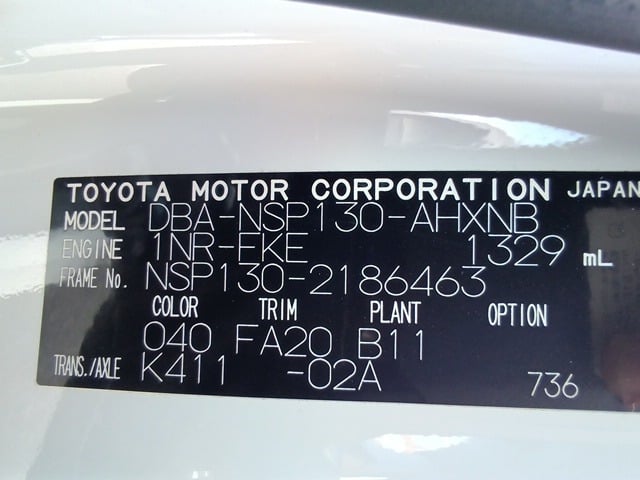 TOYOTA MOTOR CORPORATION JAPAN
MODEL DBA-NSP130-AHXNB
ENGINE 1NR-FKE 1329 mL
FRAME No. NSP130-2186463
COLOR TRIM PLANT OPTION
040 FA20 B11
TRANS./AXLE K411 -02A 736